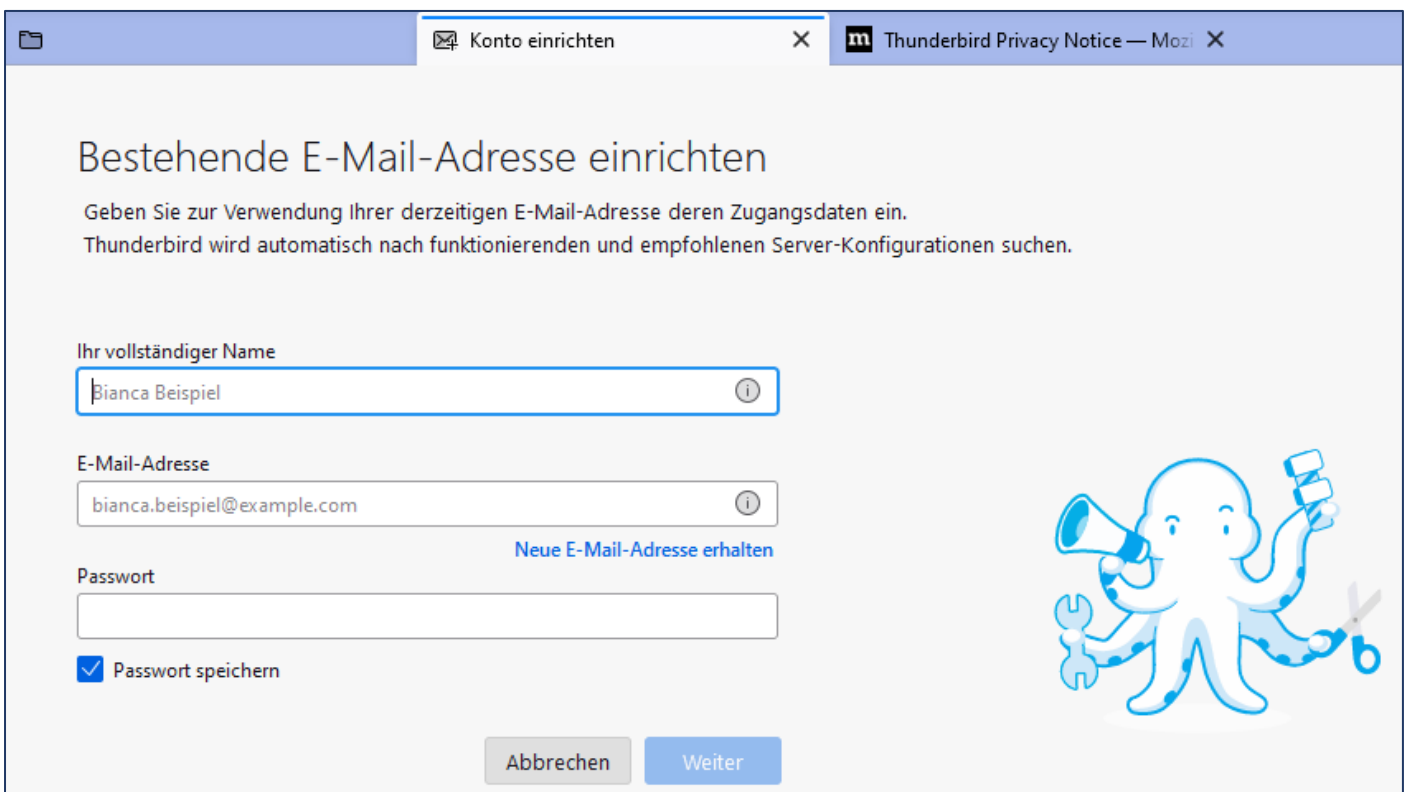 Konto einrichten
m Thunderbird Privacy Notice — Mozi
Bestehende E-Mail-Adresse einrichten
Geben Sie zur Verwendung Ihrer derzeitigen E-Mail-Adresse deren Zugangsdaten ein.
Thunderbird wird automatisch nach funktionierenden und empfohlenen Server-Konfigurationen suchen.
Ihr vollständiger Name
Bianca Beispiel
E-Mail-Adresse
bianca.beispiel@example.com
Neue E-Mail-Adresse erhalten
Passwort
Passwort speichern
Abbrechen
Weiter